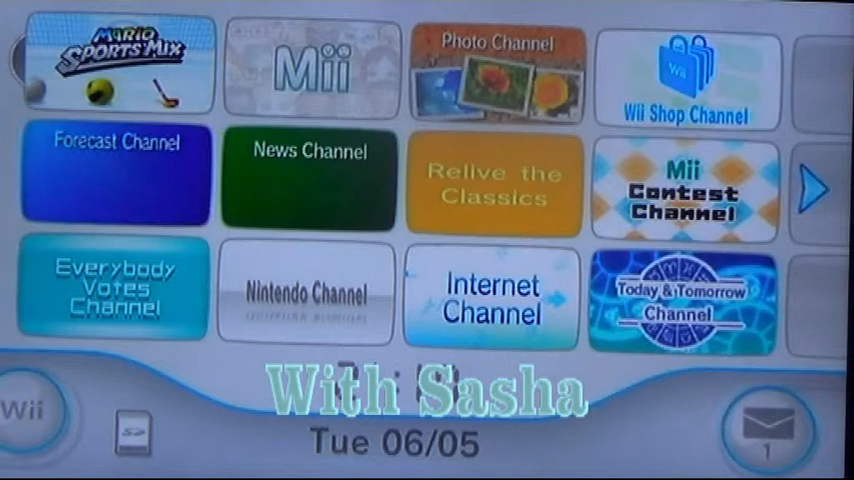 MARIO
SPORTS MIX
Mii
Photo Channel
Wii
Wii Shop Channel
Forecast Channel
News Channel
Relive the
Classics
Mii
Contest
Channel
Everybody
Votes
Channel
Nintendo Channel
Internet
Channel
Today & Tomorrow
Channel
With Sasha
Wii
SD
Tue 06/05
1